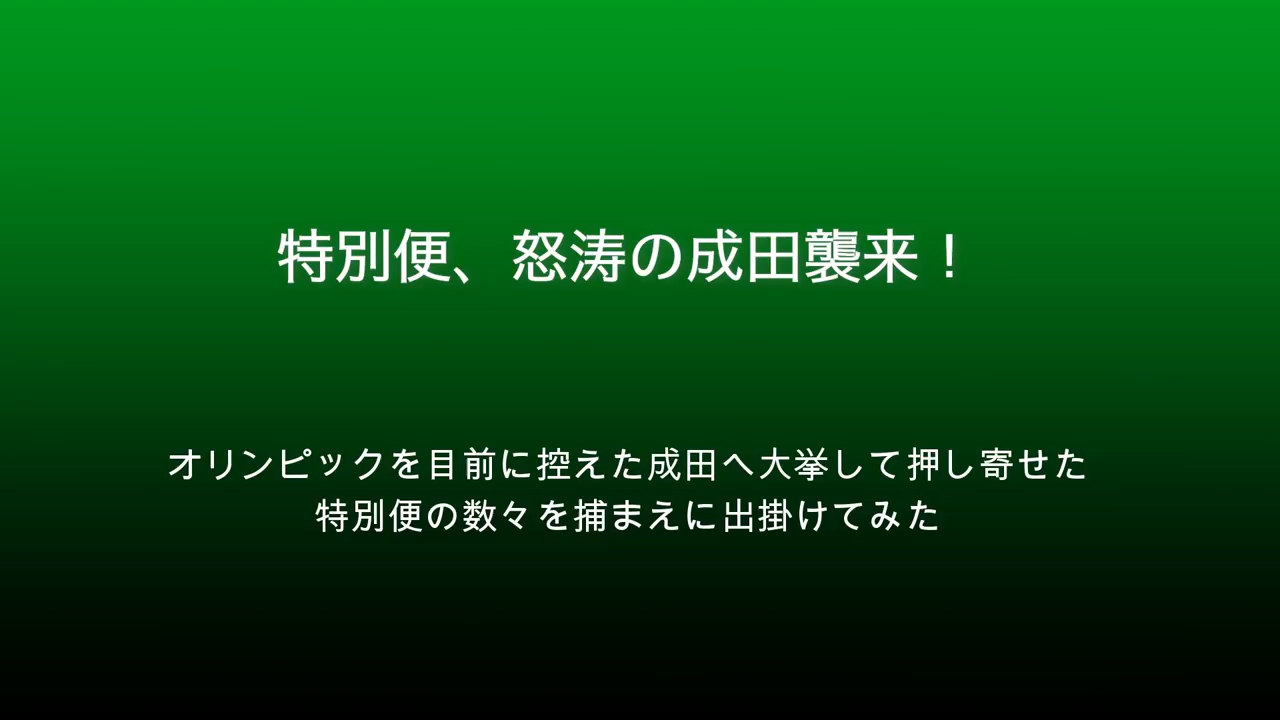 特別便、怒涛の成田襲来！
オリンピックを目前に控えた成田へ大挙して押し寄せた
特別便の数々を捕まえに出掛けてみた